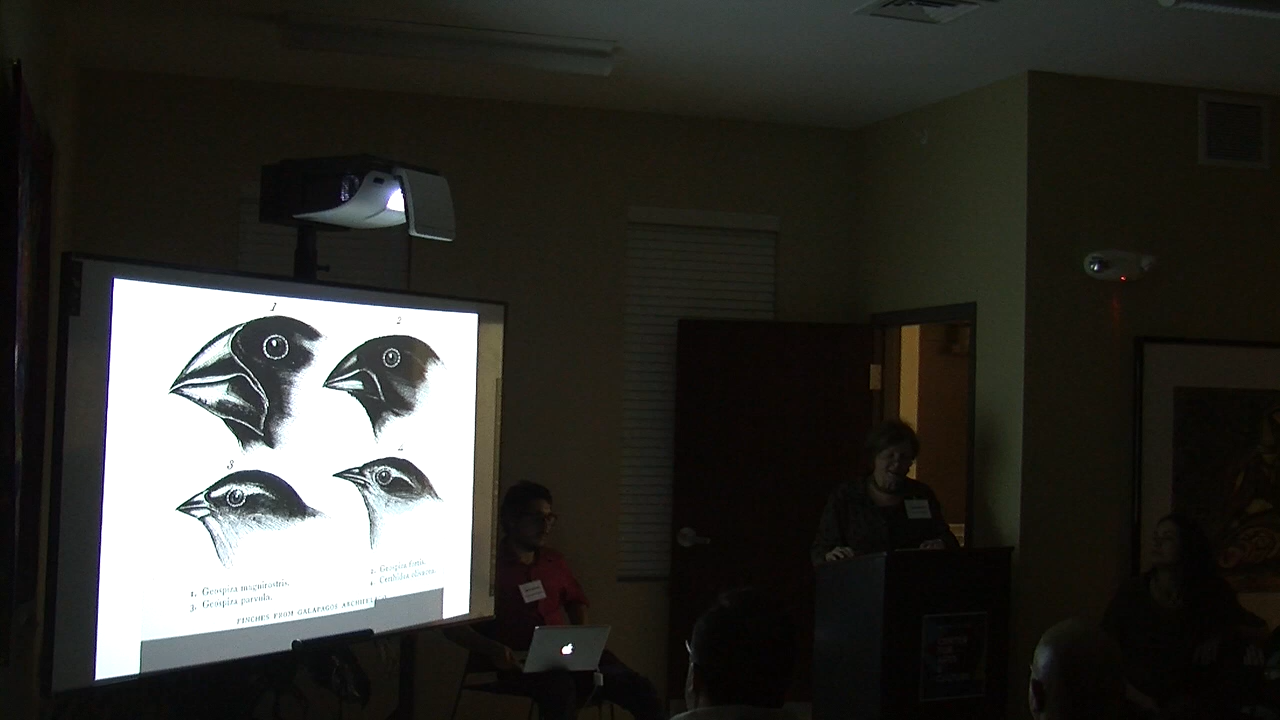 1
2
3
4
1. Geospiza magnirostris.
2. Geospiza fortis.
3. Geospiza parvula.
4. Certhidea olivacea.
FINCHES FROM GALAPAGOS ARCHIPELAGO